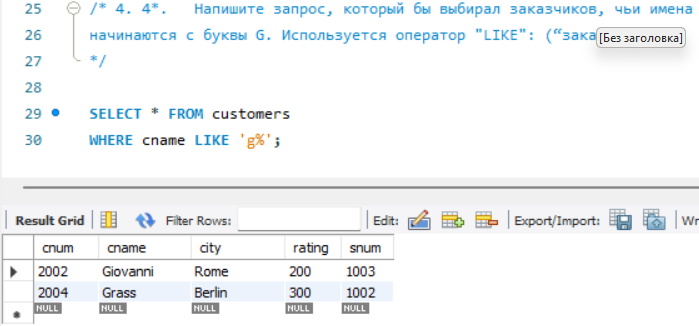 25 /* 4. 4*. Напишите запрос, который бы выбирал заказчиков, чьи имена
26 начинаются с буквы G. Используется оператор "LIKE": (“зака
[Без заголовка]
27 */
28
29 SELECT * FROM customers
30 WHERE cname LIKE 'g%';
Result Grid Filter Rows: Edit: Export/Import: Wr
cnum cname city rating snum
2002 Giovanni Rome 200 1003
2004 Grass Berlin 300 1002
NULL NULL NULL NULL NULL